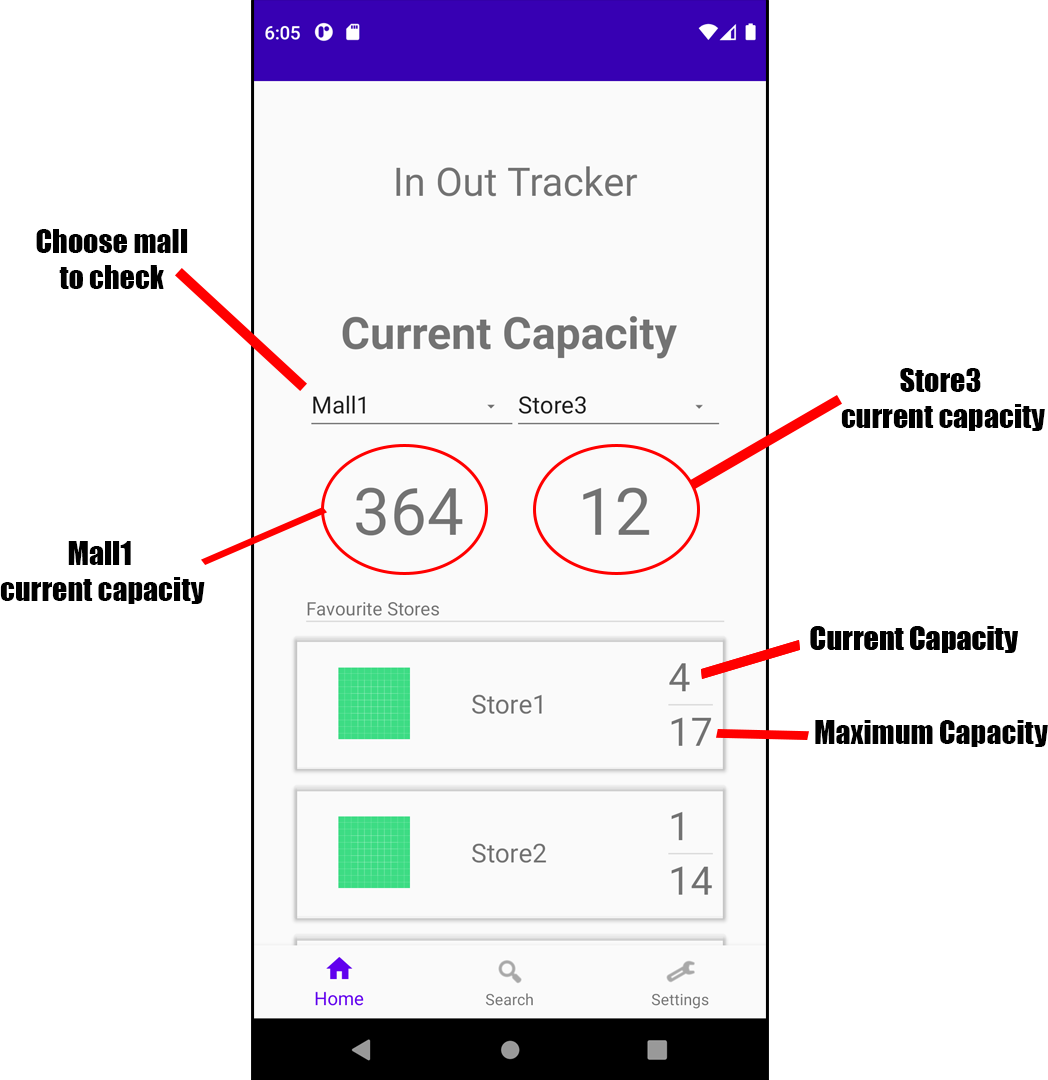 6:05
In Out Tracker
Choose mall
to check
Current Capacity
Mall1
Store3
Store3
current capacity
364
12
Mall1
current capacity
Favourite Stores
Current Capacity
4
Store1
17
Maximum Capacity
1
Store2
14
Home
Search
Settings